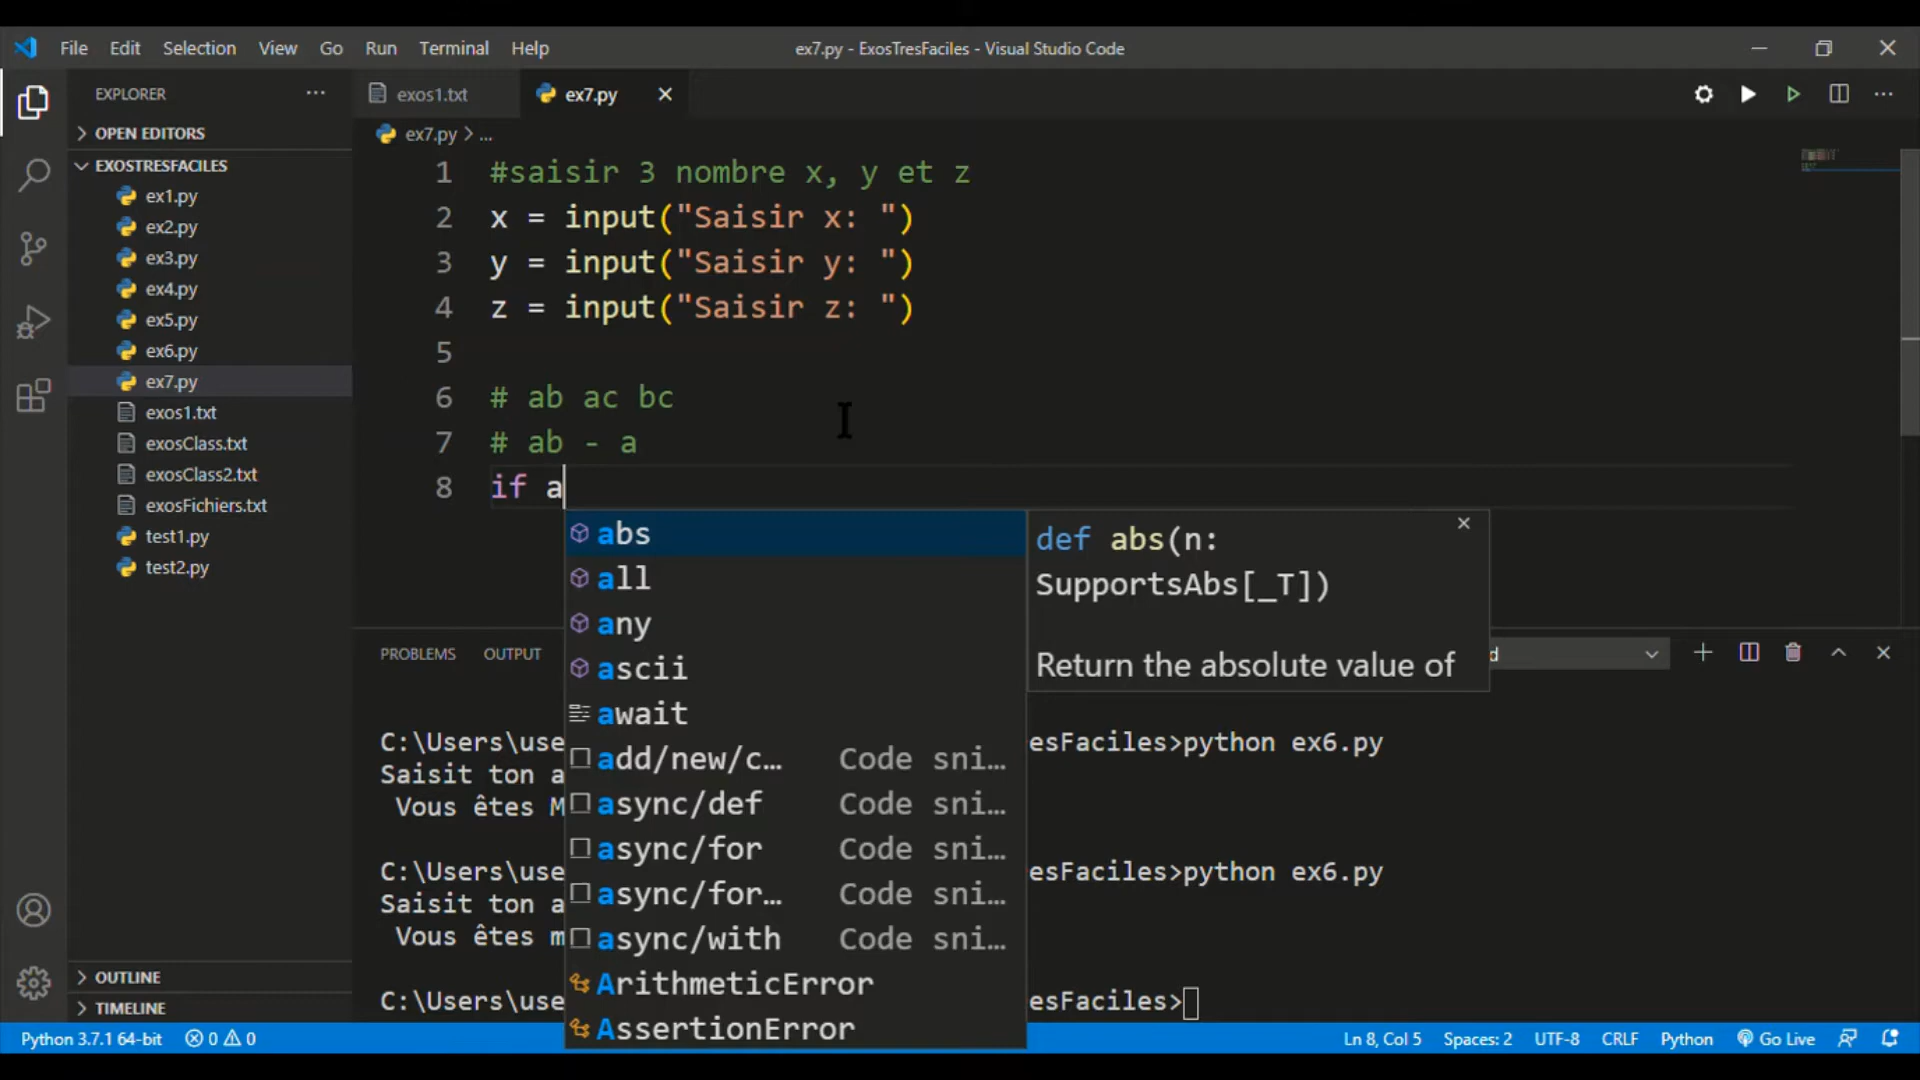 File Edit Selection View Go Run Terminal Help
ex7.py - ExosTresFaciles - Visual Studio Code
EXPLORER
OPEN EDITORS
EXOSTRESFACILES
ex1.py
ex2.py
ex3.py
ex4.py
ex5.py
ex6.py
ex7.py
exos1.txt
exosClass.txt
exosClass2.txt
exosFichiers.txt
test1.py
test2.py
OUTLINE
TIMELINE
exos1.txt
ex7.py
ex7.py > ...
1 #saisir 3 nombre x, y et z
2 x = input("Saisir x: ")
3 y = input("Saisir y: ")
4 z = input("Saisir z: ")
5
6 # ab ac bc
7 # ab - a
8 if a
abs
all
any
ascii
await
add/new/c… Code sni…
async/def Code sni…
async/for Code sni…
async/for… Code sni…
async/with Code sni…
ArithmeticError
AssertionError
def abs(n:
SupportsAbs[_T])
Return the absolute value of
PROBLEMS OUTPUT
C:\Users\use esFaciles>python ex6.py
Saisit ton a
Vous êtes M
C:\Users\use esFaciles>python ex6.py
Saisit ton a
Vous êtes m
C:\Users\use esFaciles>
Python 3.7.1 64-bit 0 0 Ln 8, Col 5 Spaces: 2 UTF-8 CRLF Python Go Live